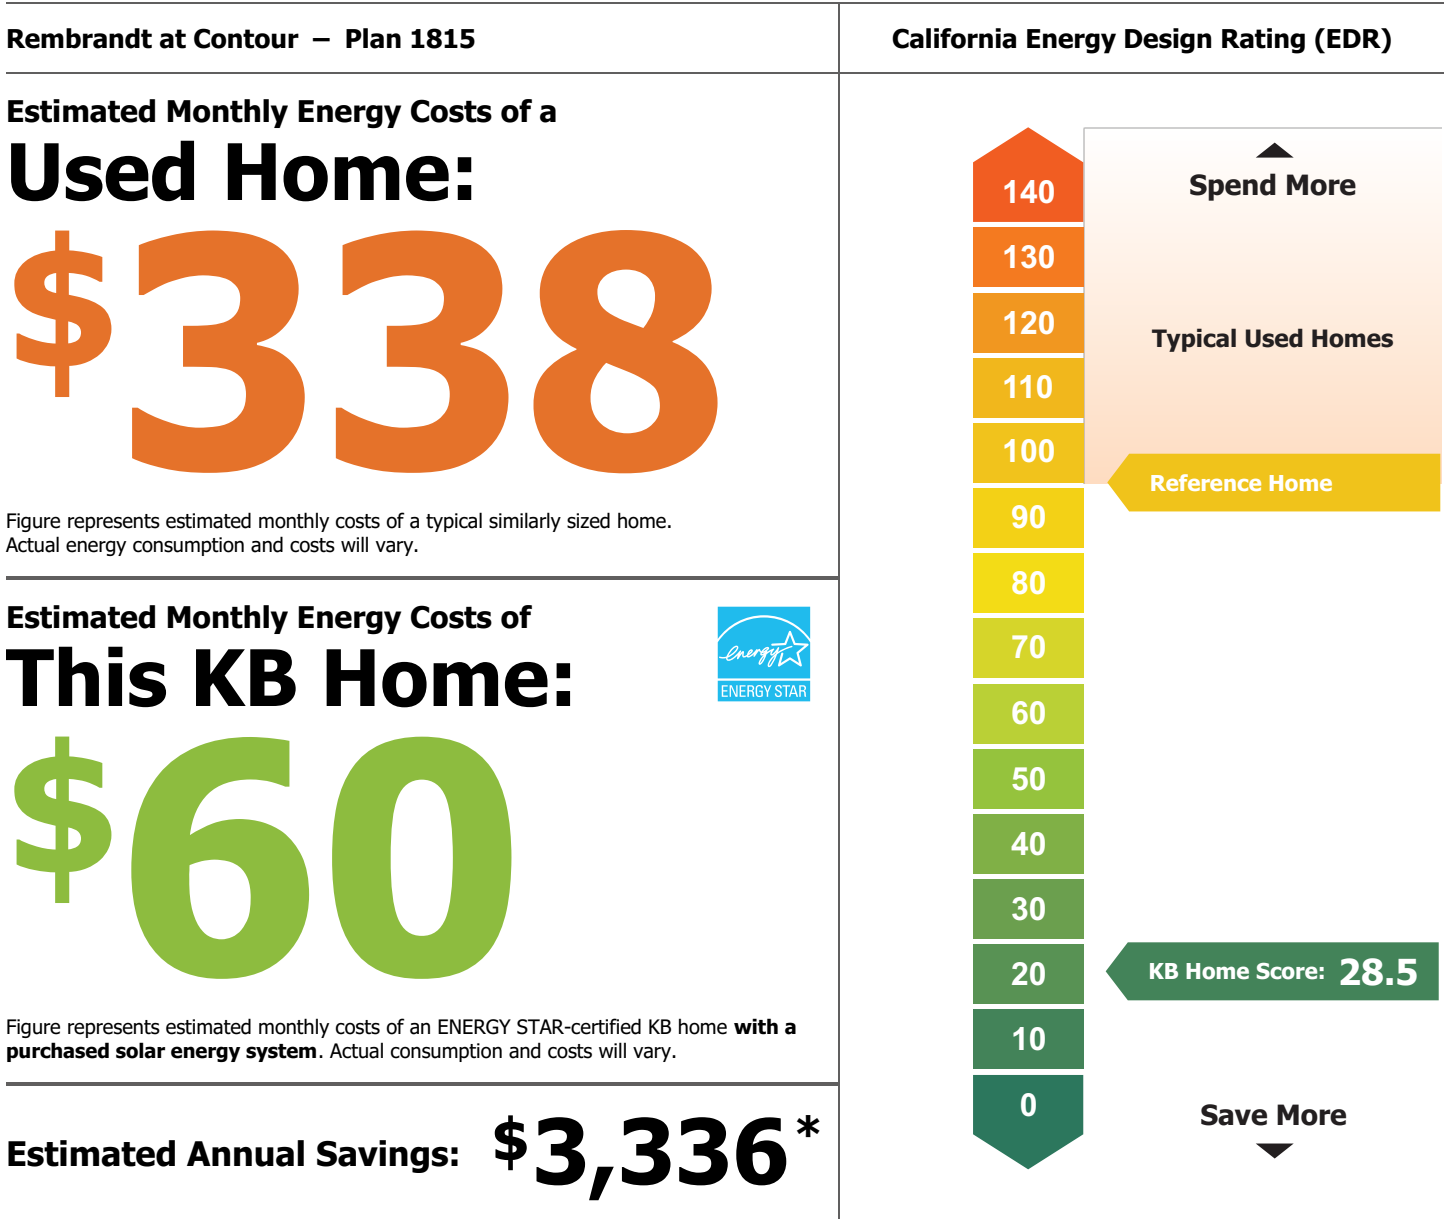 Rembrandt at Contour – Plan 1815
Estimated Monthly Energy Costs of a
Used Home:
$338
Figure represents estimated monthly costs of a typical similarly sized home.
Actual energy consumption and costs will vary.
Estimated Monthly Energy Costs of
This KB Home:
energy
ENERGY STAR
$60
Figure represents estimated monthly costs of an ENERGY STAR-certified KB home with a
purchased solar energy system. Actual consumption and costs will vary.
Estimated Annual Savings: $3,336*
California Energy Design Rating (EDR)
140
130
120
110
100
90
80
70
60
50
40
30
20
10
0
Spend More
Typical Used Homes
Reference Home
KB Home Score: 28.5
Save More